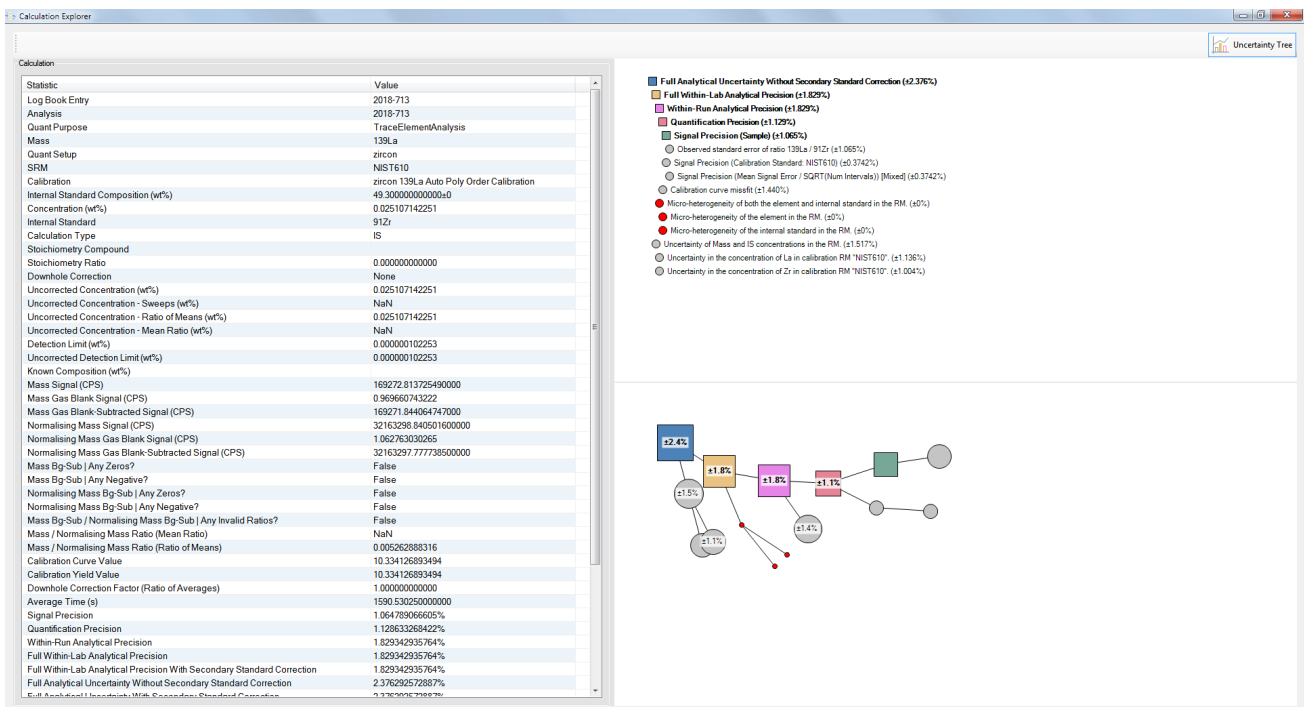 Calculation Explorer
Uncertainty Tree
Calculation
Statistic Value
Log Book Entry 2018-713
Analysis 2018-713
Quant Purpose TraceElementAnalysis
Mass 139La
Quant Setup zircon
SRM NIST610
Calibration zircon 139La Auto Poly Order Calibration
Internal Standard Composition (wt%) 49.300000000000±0
Concentration (wt%) 0.025107142251
Internal Standard 91Zr
Calculation Type IS
Stoichiometry Compound
Stoichiometry Ratio 0.000000000000
Downhole Correction None
Uncorrected Concentration (wt%) 0.025107142251
Uncorrected Concentration - Sweeps (wt%) NaN
Uncorrected Concentration - Ratio of Means (wt%) 0.025107142251
Uncorrected Concentration - Mean Ratio (wt%) NaN
Detection Limit (wt%) 0.000000102253
Uncorrected Detection Limit (wt%) 0.000000102253
Known Composition (wt%)
Mass Signal (CPS) 169272.813725490000
Mass Gas Blank Signal (CPS) 0.969660743222
Mass Gas Blank-Subtracted Signal (CPS) 169271.844064747000
Normalising Mass Signal (CPS) 32163298.840501600000
Normalising Mass Gas Blank Signal (CPS) 1.062763030265
Normalising Mass Gas Blank-Subtracted Signal (CPS) 32163297.777738500000
Mass Bg-Sub | Any Zeros? False
Mass Bg-Sub | Any Negative? False
Normalising Mass Bg-Sub | Any Zeros? False
Normalising Mass Bg-Sub | Any Negative? False
Mass Bg-Sub / Normalising Mass Bg-Sub | Any Invalid Ratios? False
Mass / Normalising Mass Ratio (Mean Ratio) NaN
Mass / Normalising Mass Ratio (Ratio of Means) 0.005262888316
Calibration Curve Value 10.334126893494
Calibration Yield Value 10.334126893494
Downhole Correction Factor (Ratio of Averages) 1.000000000000
Average Time (s) 1590.530250000000
Signal Precision 1.064789066605%
Quantification Precision 1.128633268422%
Within-Run Analytical Precision 1.829342935764%
Full Within-Lab Analytical Precision 1.829342935764%
Full Within-Lab Analytical Precision With Secondary Standard Correction 1.829342935764%
Full Analytical Uncertainty Without Secondary Standard Correction 2.376292572887%
Full Analytical Uncertainty With Secondary Standard Correction 2.376292572887%
Full Analytical Uncertainty Without Secondary Standard Correction (±2.376%)
Full Within-Lab Analytical Precision (±1.829%)
Within-Run Analytical Precision (±1.829%)
Quantification Precision (±1.129%)
Signal Precision (Sample) (±1.065%)
Observed standard error of ratio 139La / 91Zr (±1.065%)
Signal Precision (Calibration Standard: NIST610) (±0.3742%)
Signal Precision (Mean Signal Error / SQRT(Num Intervals)) [Mixed] (±0.3742%)
Calibration curve missfit (±1.440%)
Micro-heterogeneity of both the element and internal standard in the RM. (±0%)
Micro-heterogeneity of the element in the RM. (±0%)
Micro-heterogeneity of the internal standard in the RM. (±0%)
Uncertainty of Mass and IS concentrations in the RM. (±1.517%)
Uncertainty in the concentration of La in calibration RM "NIST610". (±1.136%)
Uncertainty in the concentration of Zr in calibration RM "NIST610". (±1.004%)
±2.4%
±1.8%
±1.8%
±1.1%
±1.5%
±1.4%
±1.1%